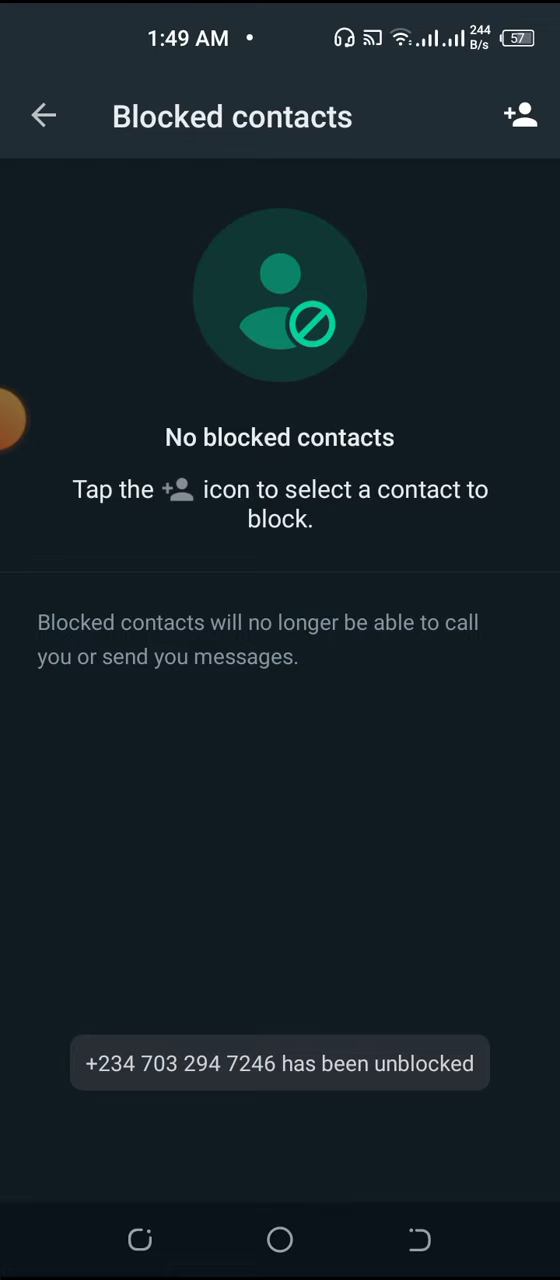 1:49 AM
244
B/s
57
Blocked contacts
No blocked contacts
Tap the icon to select a contact to
block.
Blocked contacts will no longer be able to call
you or send you messages.
+234 703 294 7246 has been unblocked